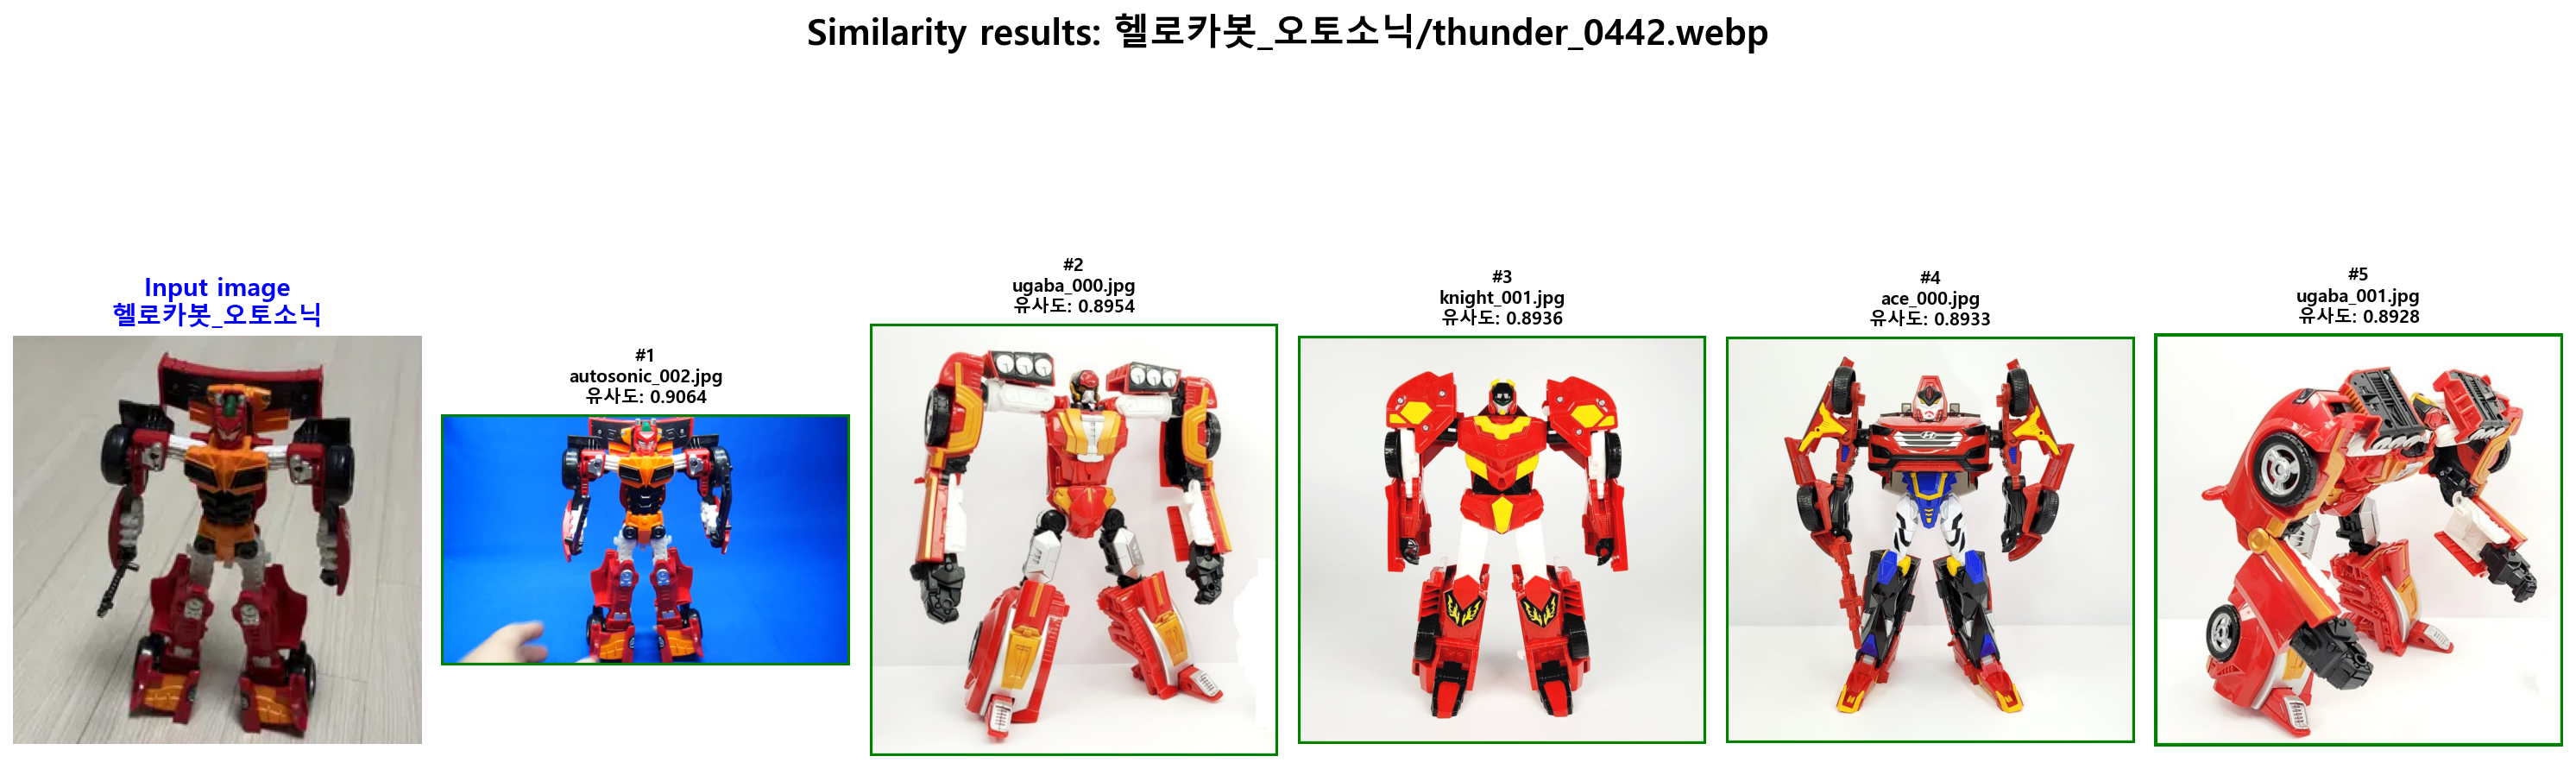 Similarity results: 헬로카봇_오토소닉/thunder_0442.webp
Input image
헬로카봇_오토소닉
#1
autosonic_002.jpg
유사도: 0.9064
#2
ugaba_000.jpg
유사도: 0.8954
#3
knight_001.jpg
유사도: 0.8936
#4
ace_000.jpg
유사도: 0.8933
#5
ugaba_001.jpg
유사도: 0.8928